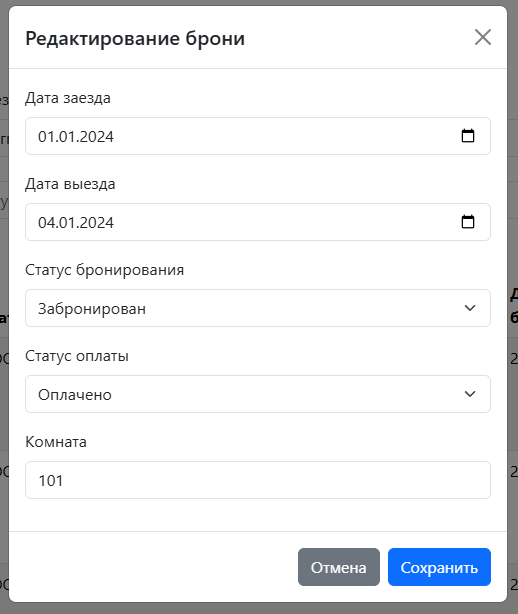 Редактирование брони
Дата заезда
01.01.2024
Дата выезда
04.01.2024
Статус бронирования
Забронирован
Статус оплаты
Оплачено
Комната
101
Отмена
Сохранить